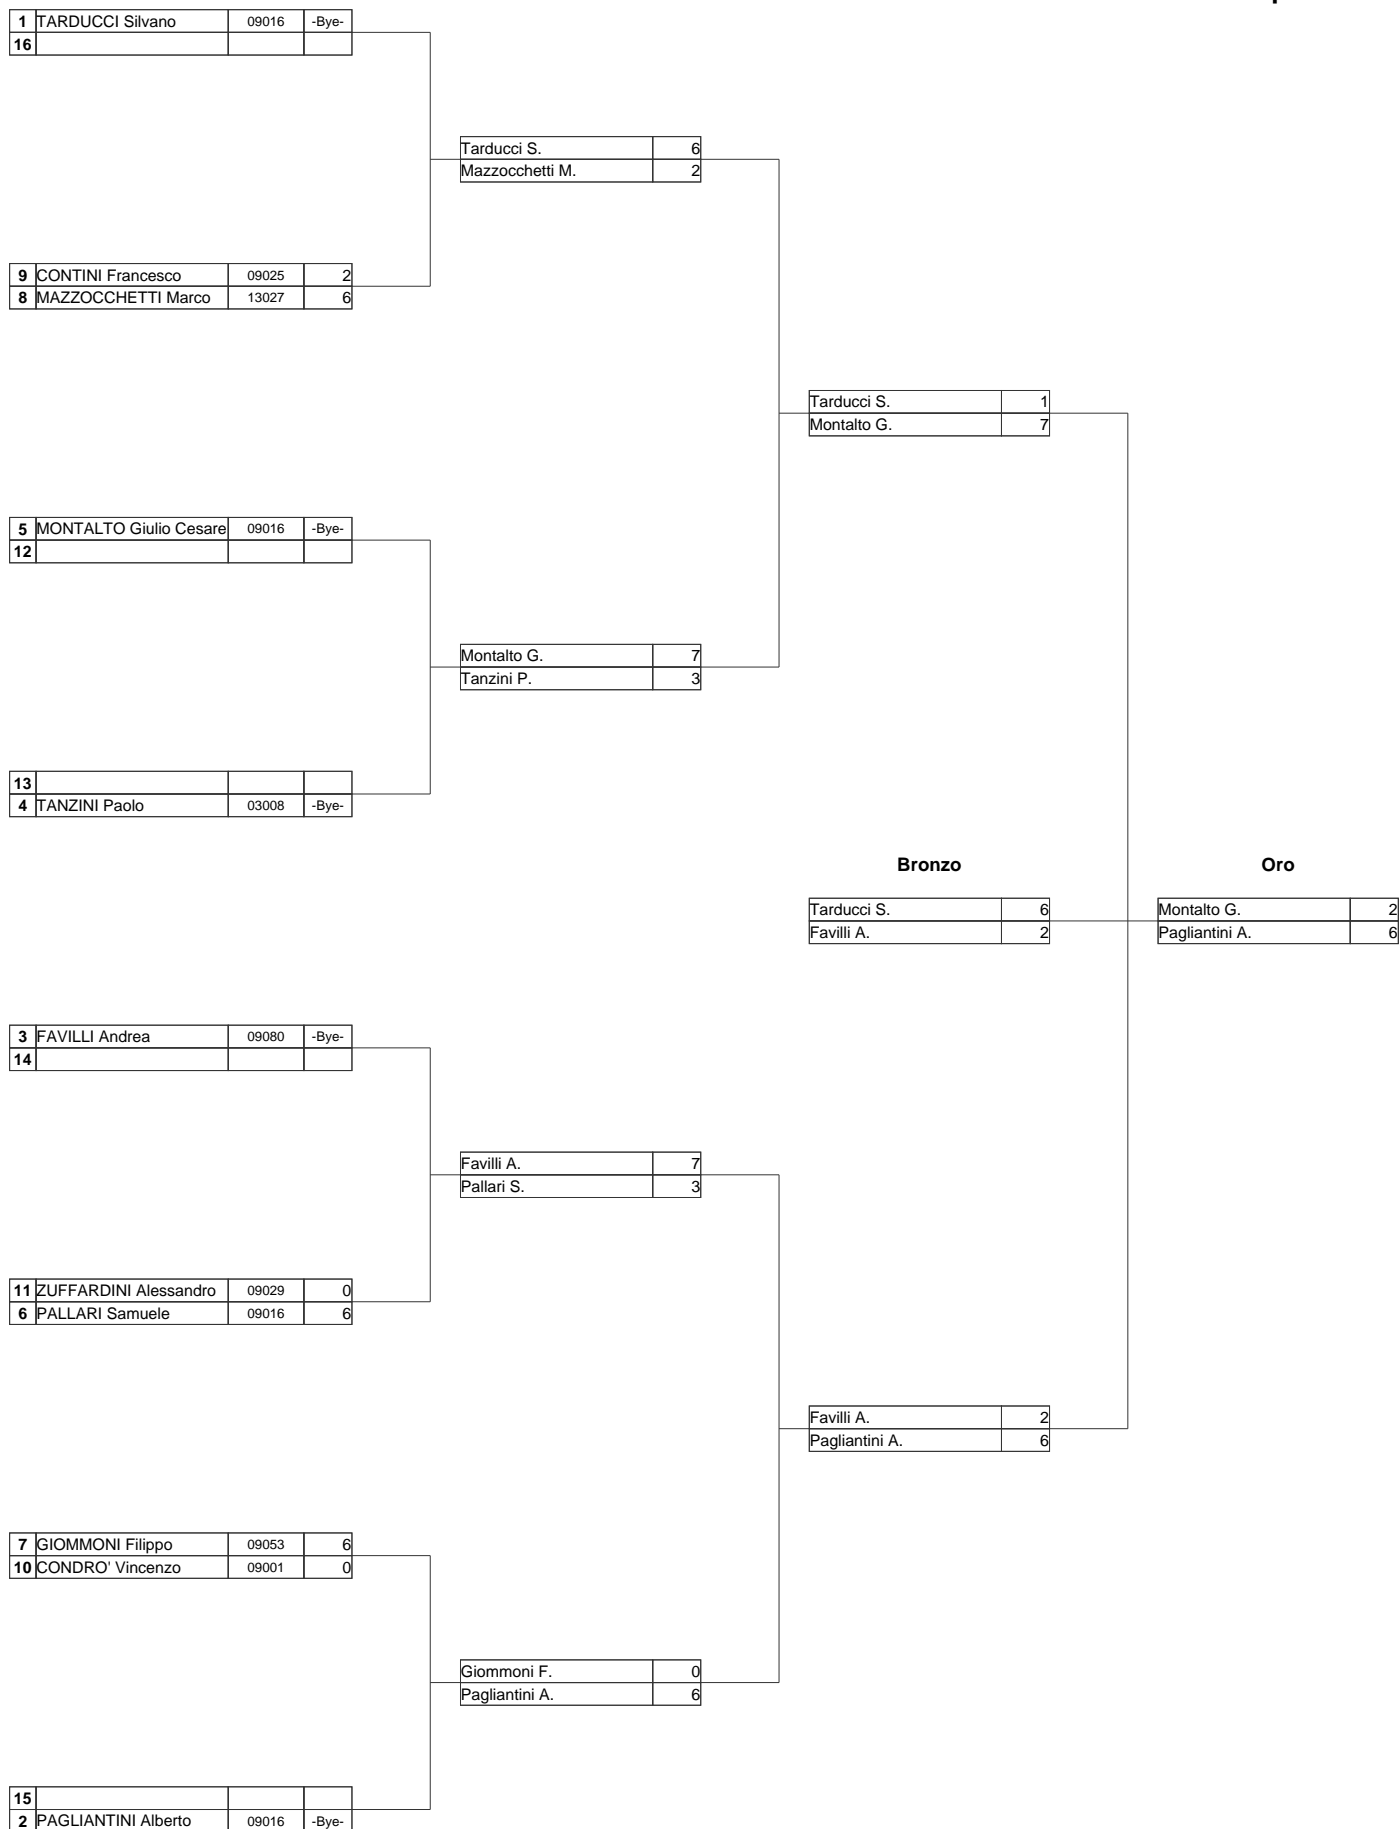 1 TARDUCCI Silvano 09016 -Bye-
16
Tarducci S. 6
Mazzocchetti M. 2
9 CONTINI Francesco 09025 2
8 MAZZOCCHETTI Marco 13027 6
Tarducci S. 1
Montalto G. 7
5 MONTALTO Giulio Cesare 09016 -Bye-
12
Montalto G. 7
Tanzini P. 3
13
4 TANZINI Paolo 03008 -Bye-
Bronzo Oro
Tarducci S. 6 Montalto G. 2
Favilli A. 2 Pagliantini A. 6
3 FAVILLI Andrea 09080 -Bye-
14
Favilli A. 7
Pallari S. 3
11 ZUFFARDINI Alessandro 09029 0
6 PALLARI Samuele 09016 6
Favilli A. 2
Pagliantini A. 6
7 GIOMMONI Filippo 09053 6
10 CONDRO' Vincenzo 09001 0
Giommoni F. 0
Pagliantini A. 6
15
2 PAGLIANTINI Alberto 09016 -Bye-